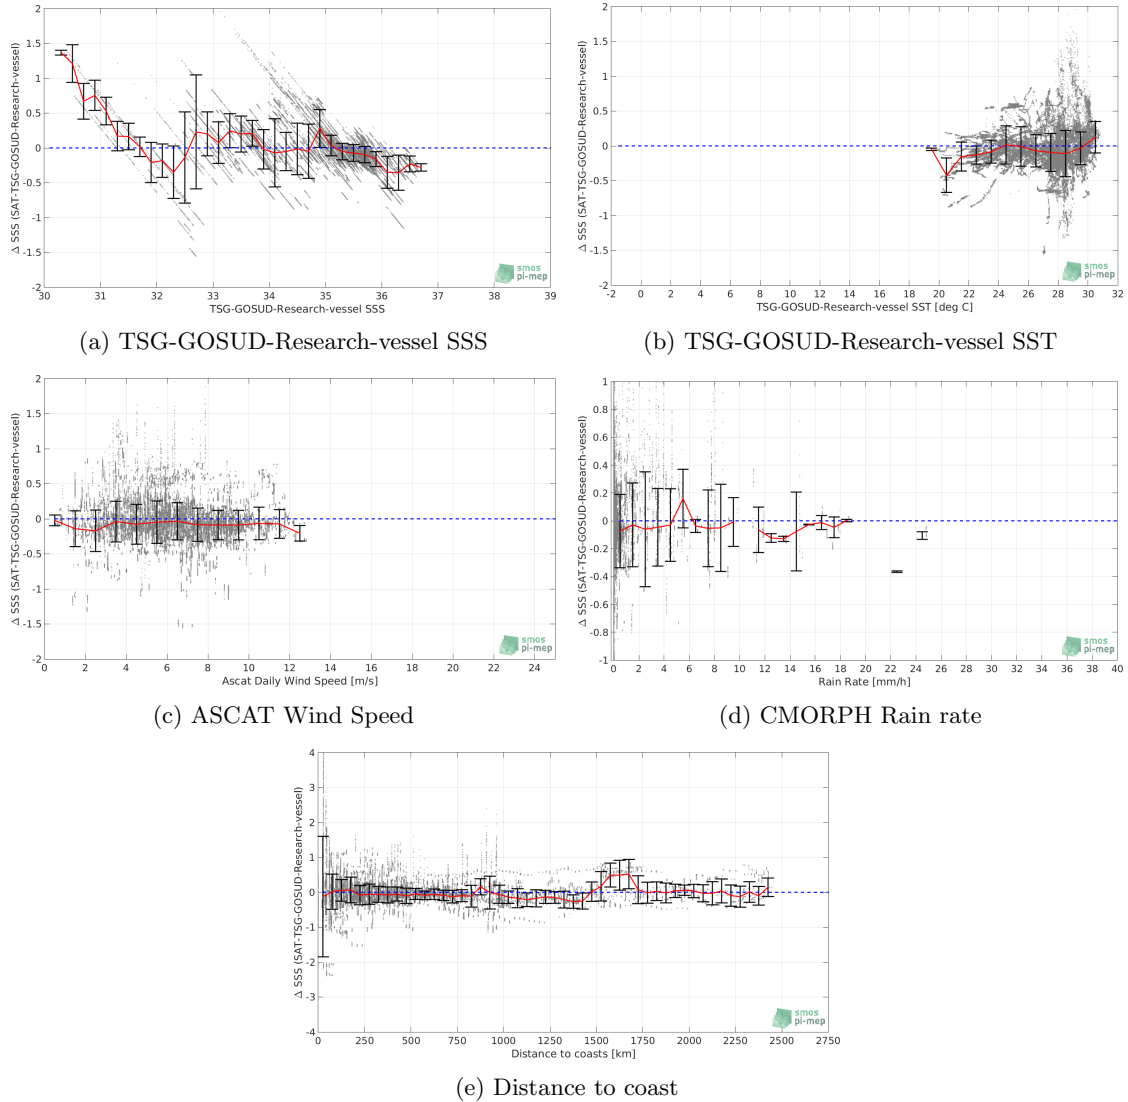 Δ SSS (SAT-TSG-GOSUD-Research-vessel)
2
1.5
1
0.5
0
-0.5
-1
-1.5
-2
30 31 32 33 34 35 36 37 38 39
TSG-GOSUD-Research-vessel SSS
smos
pi-mep
(a) TSG-GOSUD-Research-vessel SSS
Δ SSS (SAT-TSG-GOSUD-Research-vessel)
2
1.5
1
0.5
0
-0.5
-1
-1.5
-2
-2 0 2 4 6 8 10 12 14 16 18 20 22 24 26 28 30 32
TSG-GOSUD-Research-vessel SST [deg C]
smos
pi-mep
(b) TSG-GOSUD-Research-vessel SST
Δ SSS (SAT-TSG-GOSUD-Research-vessel)
2
1.5
1
0.5
0
-0.5
-1
-1.5
-2
0 2 4 6 8 10 12 14 16 18 20 22 24
Ascat Daily Wind Speed [m/s]
smos
pi-mep
(c) ASCAT Wind Speed
Δ SSS (SAT-TSG-GOSUD-Research-vessel)
1
0.8
0.6
0.4
0.2
0
-0.2
-0.4
-0.6
-0.8
-1
0 2 4 6 8 10 12 14 16 18 20 22 24 26 28 30 32 34 36 38 40
Rain Rate [mm/h]
smos
pi-mep
(d) CMORPH Rain rate
Δ SSS (SAT-TSG-GOSUD-Research-vessel)
4
3
2
1
0
-1
-2
-3
-4
0 250 500 750 1000 1250 1500 1750 2000 2250 2500 2750
Distance to coasts [km]
smos
pi-mep
(e) Distance to coast